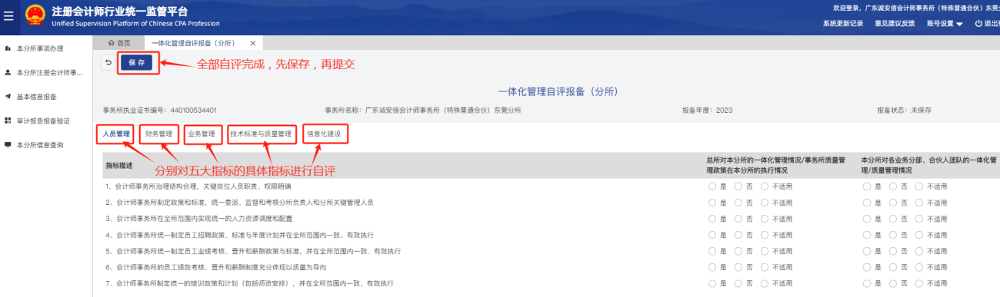 注册会计师行业统一监管平台
Unified Supervision Platform of Chinese CPA Profession
欢迎登录，广东诚安信会计师事务所（特殊普通合伙）东莞分
系统更新记录 意见建议反馈 账号设置 退出
本分所事项办理
本分所注册会计师事...
基本信息报备
审计报告报备验证
本分所信息查询
首页 一体化管理自评报备（分所） ×
保存 全部自评完成，先保存，再提交
一体化管理自评报备（分所）
事务所执业证书编号：440100534401 事务所名称：广东诚安信会计师事务所（特殊普通合伙）东莞分所 报备年度：2023 报备状态：未保存
人员管理 财务管理 业务管理 技术标准与质量管理 信息化建设
分别对五大指标的具体指标进行自评
指标描述
总所对本分所的一体化管理情况/事务所质量管
理政策在本分所的执行情况
本分所对各业务分部、合伙人团队的一体化管
理/质量管理情况
1、会计师事务所治理结构合理，关键岗位人员职责、权限明确 是 否 不适用 是 否 不适用
2、会计师事务所制定政策和标准，统一委派、监督和考核分所负责人和分所关键管理人员 是 否 不适用 是 否 不适用
3、会计师事务所在全所范围内实现统一的人力资源调度和配置 是 否 不适用 是 否 不适用
4、会计师事务所统一制定员工招聘政策、标准与年度计划并在全所范围内一致、有效执行 是 否 不适用 是 否 不适用
5、会计师事务所统一制定员工业绩考核、晋升和薪酬政策与标准，并在全所范围内一致、有效执行 是 否 不适用 是 否 不适用
6、会计师事务所的员工绩效考核、晋升和薪酬制度充分体现以质量为导向 是 否 不适用 是 否 不适用
7、会计师事务所制定统一的培训政策和计划（包括师资安排），并在全所范围内一致、有效执行 是 否 不适用 是 否 不适用